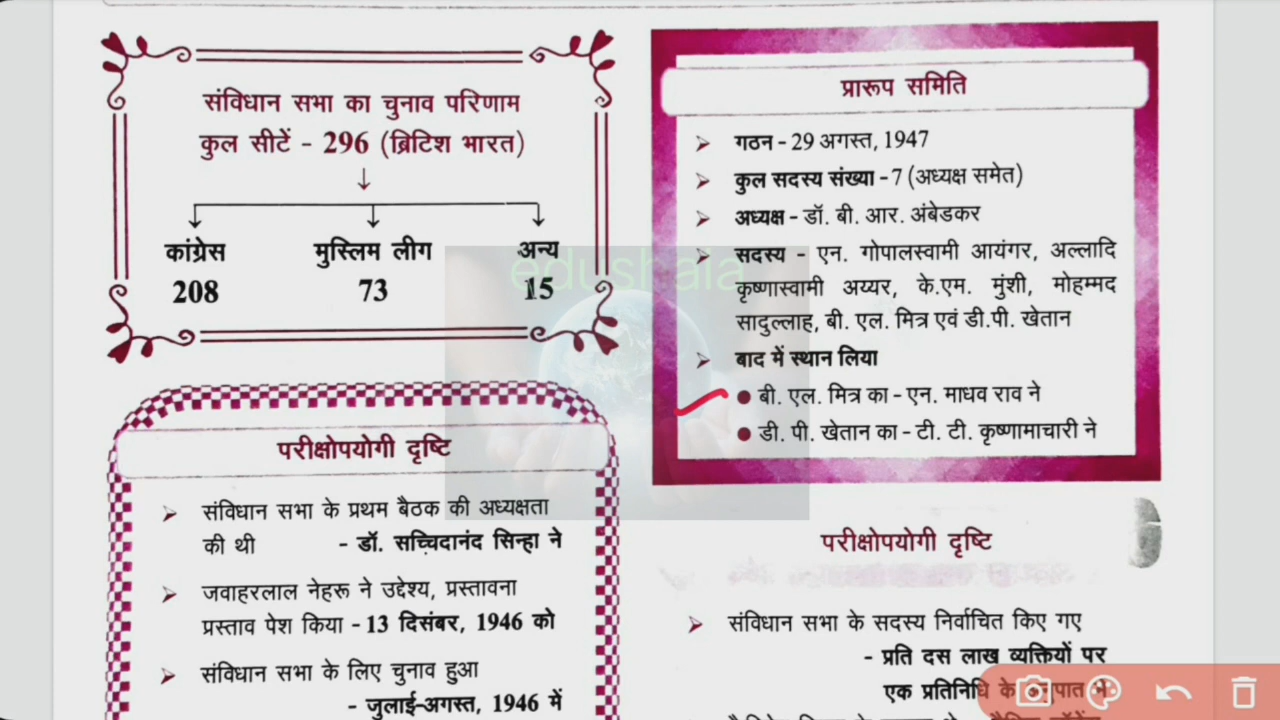 संविधान सभा का चुनाव परिणाम
कुल सीटें - 296 (ब्रिटिश भारत)
कांग्रेस मुस्लिम लीग अन्य
208 73 15
edushala
परीक्षोपयोगी दृष्टि
संविधान सभा के प्रथम बैठक की अध्यक्षता
की थी - डॉ. सच्चिदानंद सिन्हा ने
जवाहरलाल नेहरू ने उद्देश्य, प्रस्तावना
प्रस्ताव पेश किया - 13 दिसंबर, 1946 को
संविधान सभा के लिए चुनाव हुआ
- जुलाई-अगस्त, 1946 में
प्रारूप समिति
गठन - 29 अगस्त, 1947
कुल सदस्य संख्या - 7 (अध्यक्ष समेत)
अध्यक्ष - डॉ. बी. आर. अंबेडकर
सदस्य - एन. गोपालस्वामी आयंगर, अल्लादि
कृष्णास्वामी अय्यर, के.एम. मुंशी, मोहम्मद
सादुल्लाह, बी. एल. मित्र एवं डी.पी. खेतान
बाद में स्थान लिया
बी. एल. मित्र का - एन. माधव राव ने
डी. पी. खेतान का - टी. टी. कृष्णामाचारी ने
परीक्षोपयोगी दृष्टि
संविधान सभा के सदस्य निर्वाचित किए गए
- प्रति दस लाख व्यक्तियों पर
एक प्रतिनिधि के अनुपात में